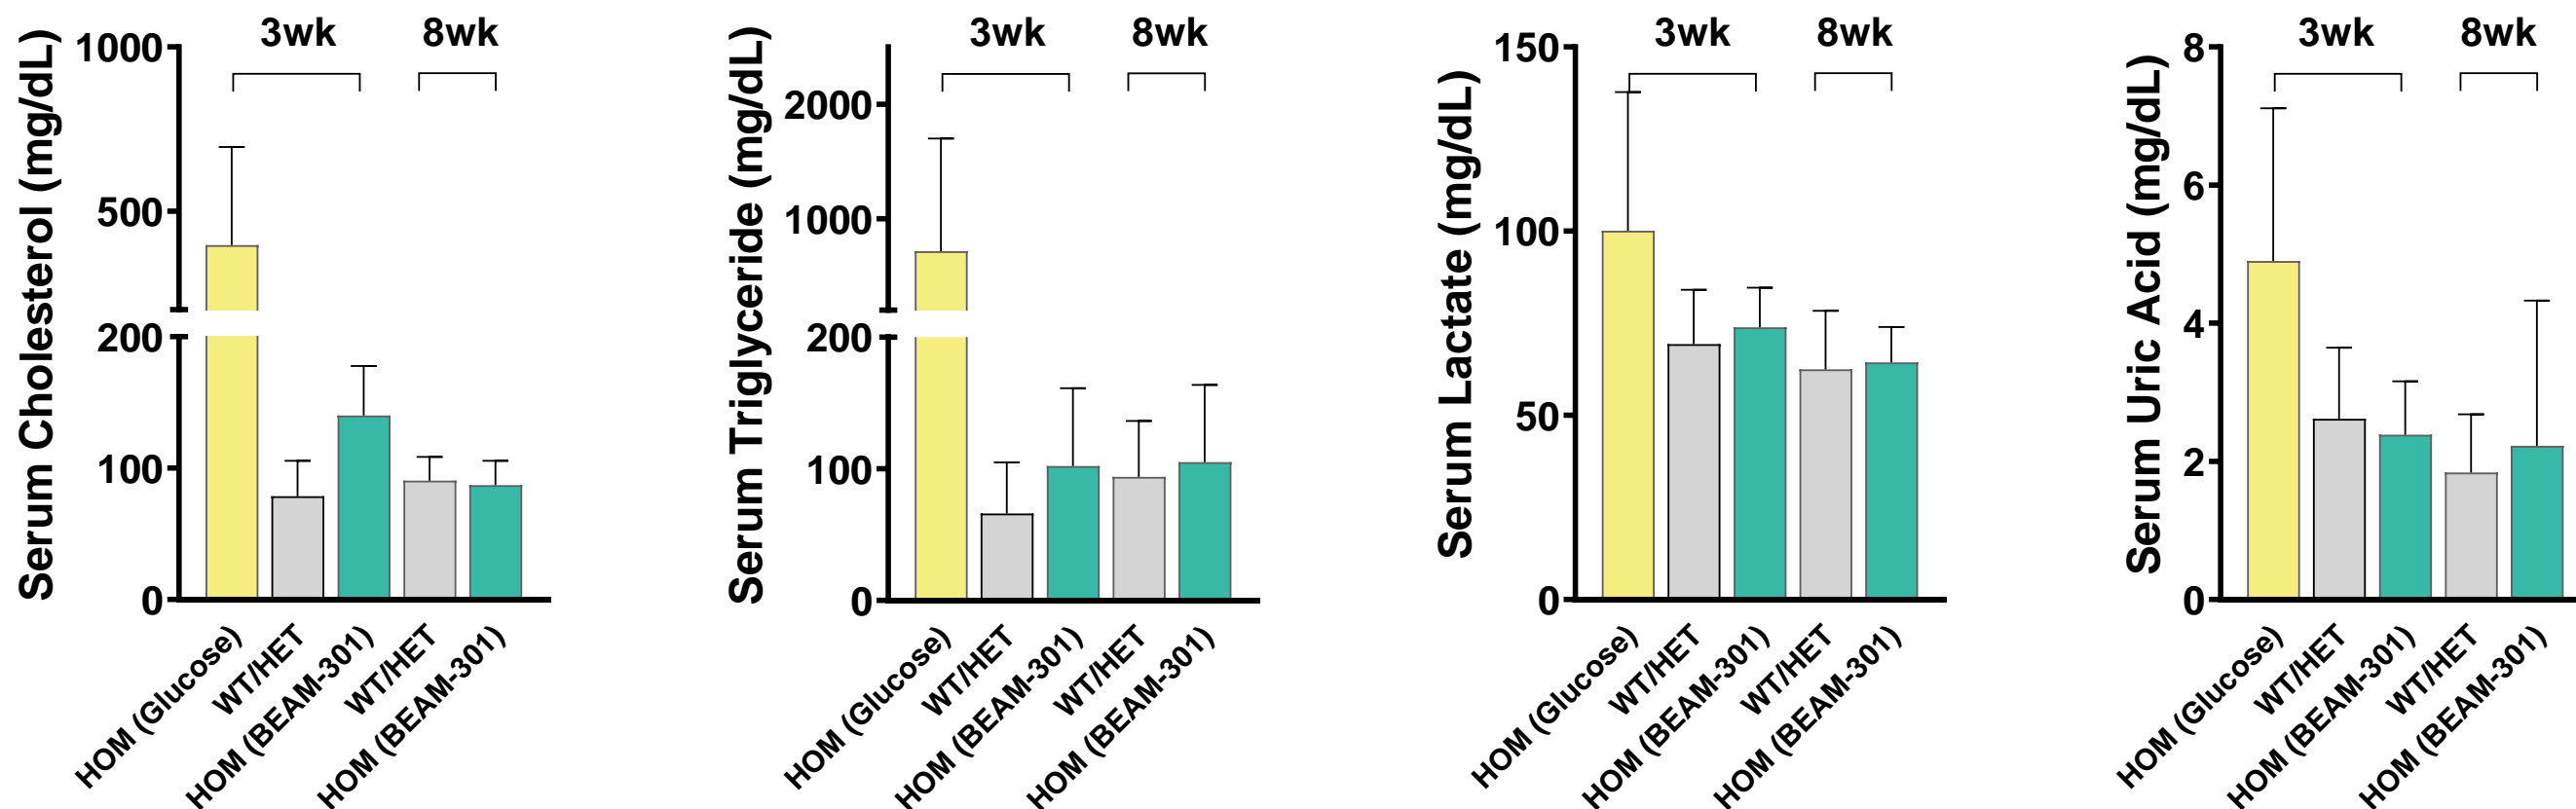 Serum Cholesterol (mg/dL)
1000
500
200
100
0
3wk
8wk
HOM (Glucose)
WT/HET
HOM (BEAM-301)
WT/HET
HOM (BEAM-301)
Serum Triglyceride (mg/dL)
2000
1000
200
100
0
3wk
8wk
HOM (Glucose)
WT/HET
HOM (BEAM-301)
WT/HET
HOM (BEAM-301)
Serum Lactate (mg/dL)
150
100
50
0
3wk
8wk
HOM (Glucose)
WT/HET
HOM (BEAM-301)
WT/HET
HOM (BEAM-301)
Serum Uric Acid (mg/dL)
8
6
4
2
0
3wk
8wk
HOM (Glucose)
WT/HET
HOM (BEAM-301)
WT/HET
HOM (BEAM-301)